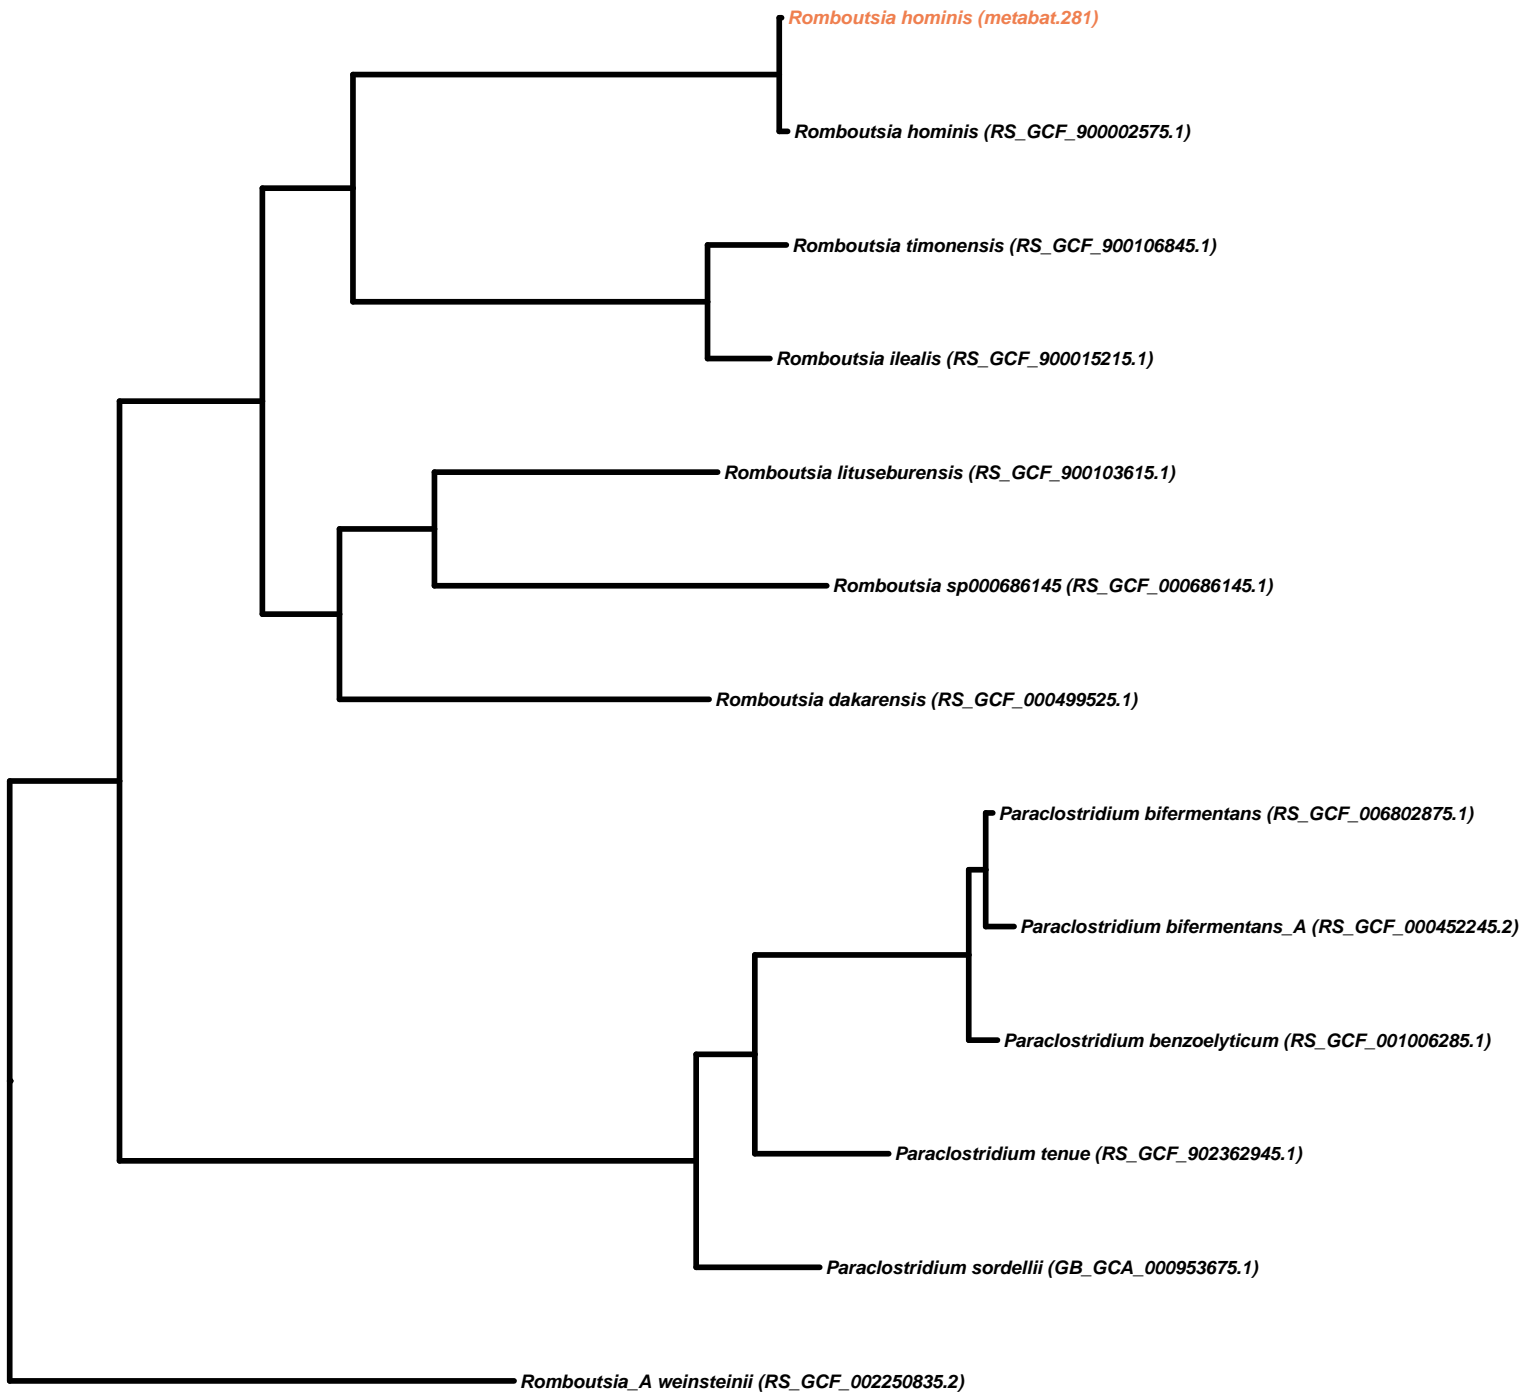 Romboutsia hominis (metabat.281)
Romboutsia hominis (RS_GCF_900002575.1)
Romboutsia timonensis (RS_GCF_900106845.1)
Romboutsia ilealis (RS_GCF_900015215.1)
Romboutsia lituseburensis (RS_GCF_900103615.1)
Romboutsia sp000686145 (RS_GCF_000686145.1)
Romboutsia dakarensis (RS_GCF_000499525.1)
Paraclostridium bifermentans (RS_GCF_006802875.1)
Paraclostridium bifermentans_A (RS_GCF_000452245.2)
Paraclostridium benzoelyticum (RS_GCF_001006285.1)
Paraclostridium tenue (RS_GCF_902362945.1)
Paraclostridium sordellii (GB_GCA_000953675.1)
Romboutsia_A weinsteinii (RS_GCF_002250835.2)